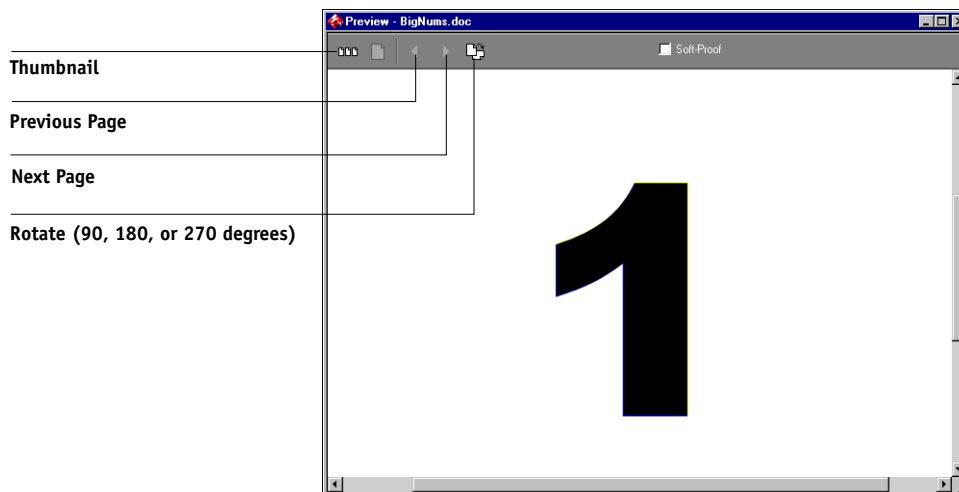 Preview - BigNums.doc
Soft-Proof
Thumbnail
Previous Page
Next Page
Rotate (90, 180, or 270 degrees)
1